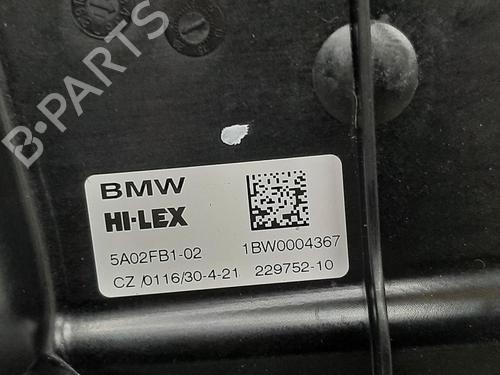 B-PARTS
BMW
HI-LEX
5A02FB1-02 1BW0004367
CZ /0116/30-4-21 229752-10